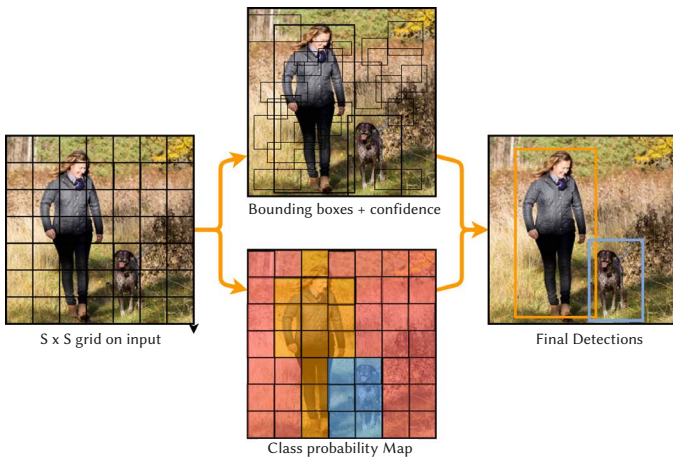 Bounding boxes + confidence
S x S grid on input
Final Detections
Class probability Map